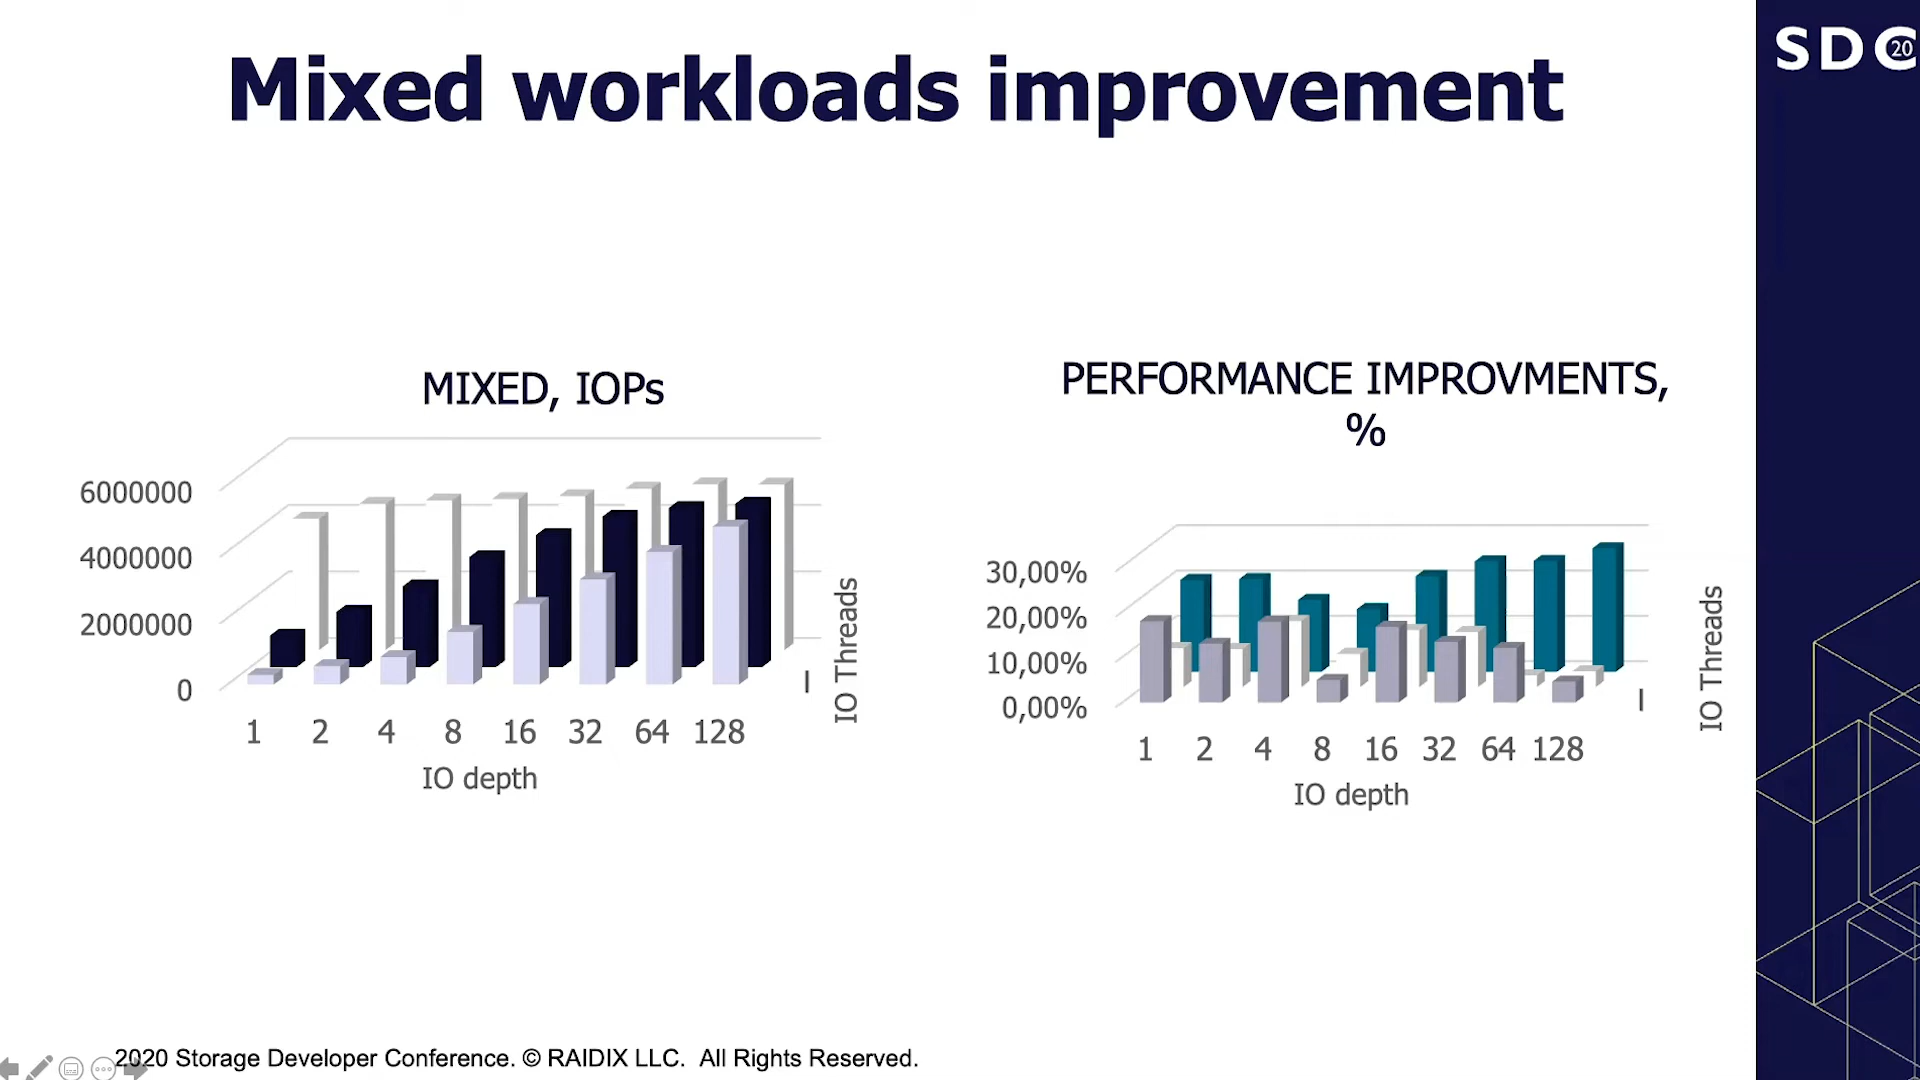 Mixed workloads improvement
SDC
20
MIXED, IOPs
6000000
4000000
2000000
0
1 2 4 8 16 32 64 128
IO depth
IO Threads
PERFORMANCE IMPROVMENTS,
%
30,00%
20,00%
10,00%
0,00%
1 2 4 8 16 32 64 128
IO depth
IO Threads
2020 Storage Developer Conference. © RAIDIX LLC. All Rights Reserved.